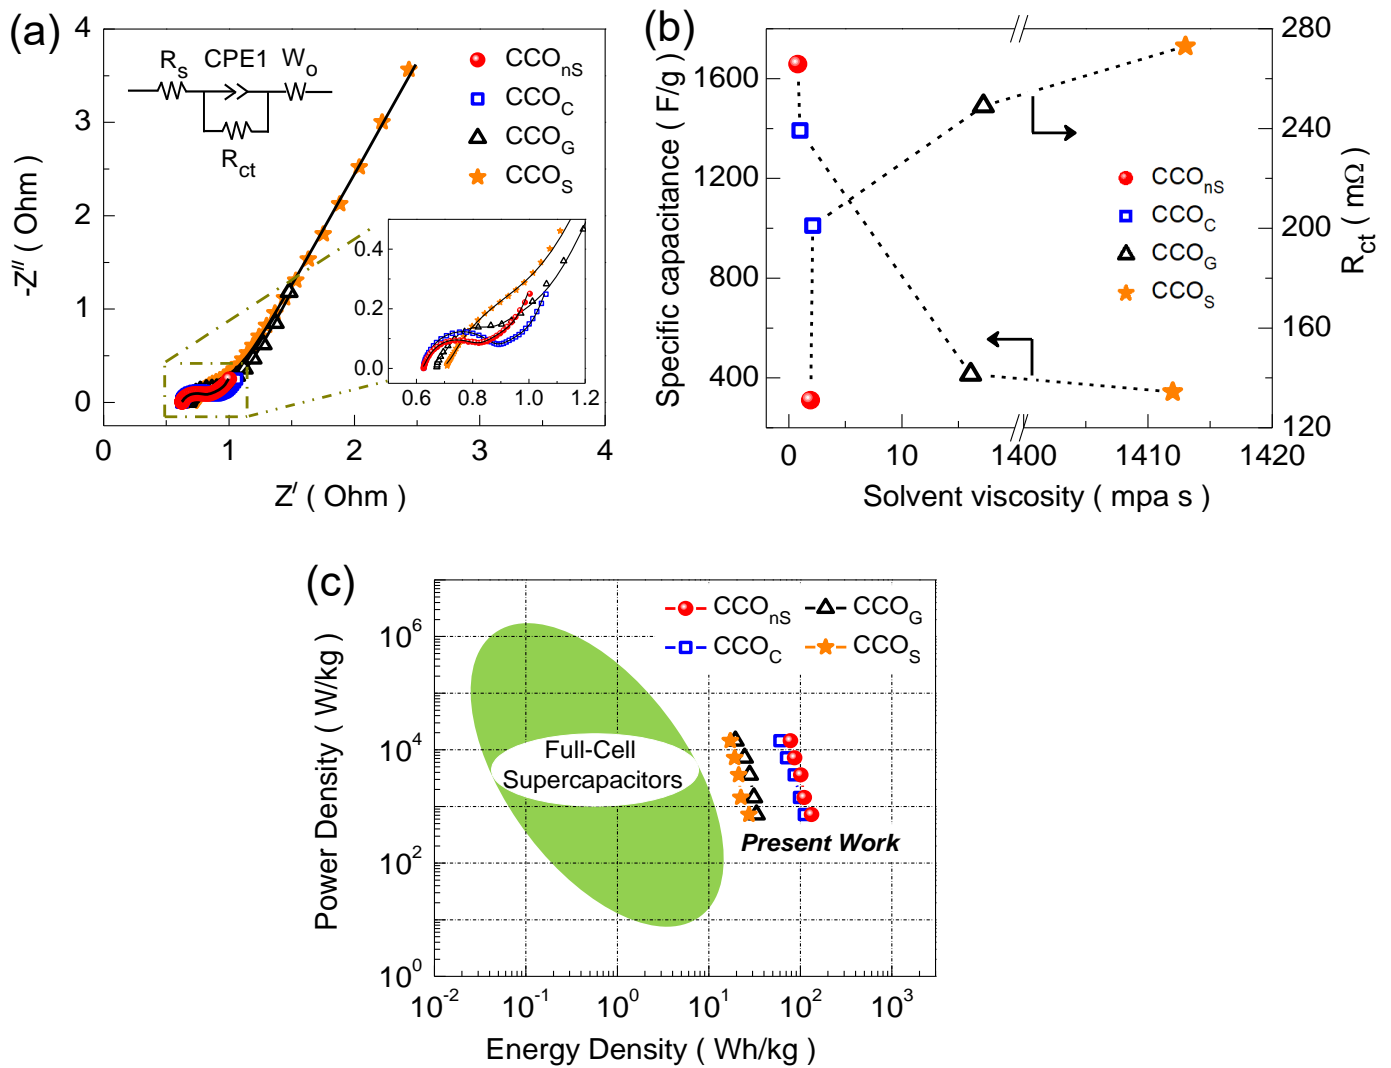 (a)
4
3
2
1
0
-Z″ ( Ohm )
R_s CPE1 W_o
R_ct
CCO_nS
CCO_C
CCO_G
CCO_S
0.4
0.2
0.0
0.6 0.8 1.0 1.2
0 1 2 3 4
Z′ ( Ohm )
(b)
1600
1200
800
400
Specific capacitance ( F/g )
280
240
200
160
120
R_ct ( mΩ )
CCO_nS
CCO_C
CCO_G
CCO_S
0 10 1400 1410 1420
Solvent viscosity ( mpa s )
(c)
10^6
10^4
10^2
10^0
Power Density ( W/kg )
CCO_nS CCO_G
CCO_C CCO_S
Full-Cell
Supercapacitors
Present Work
10^-2 10^-1 10^0 10^1 10^2 10^3
Energy Density ( Wh/kg )